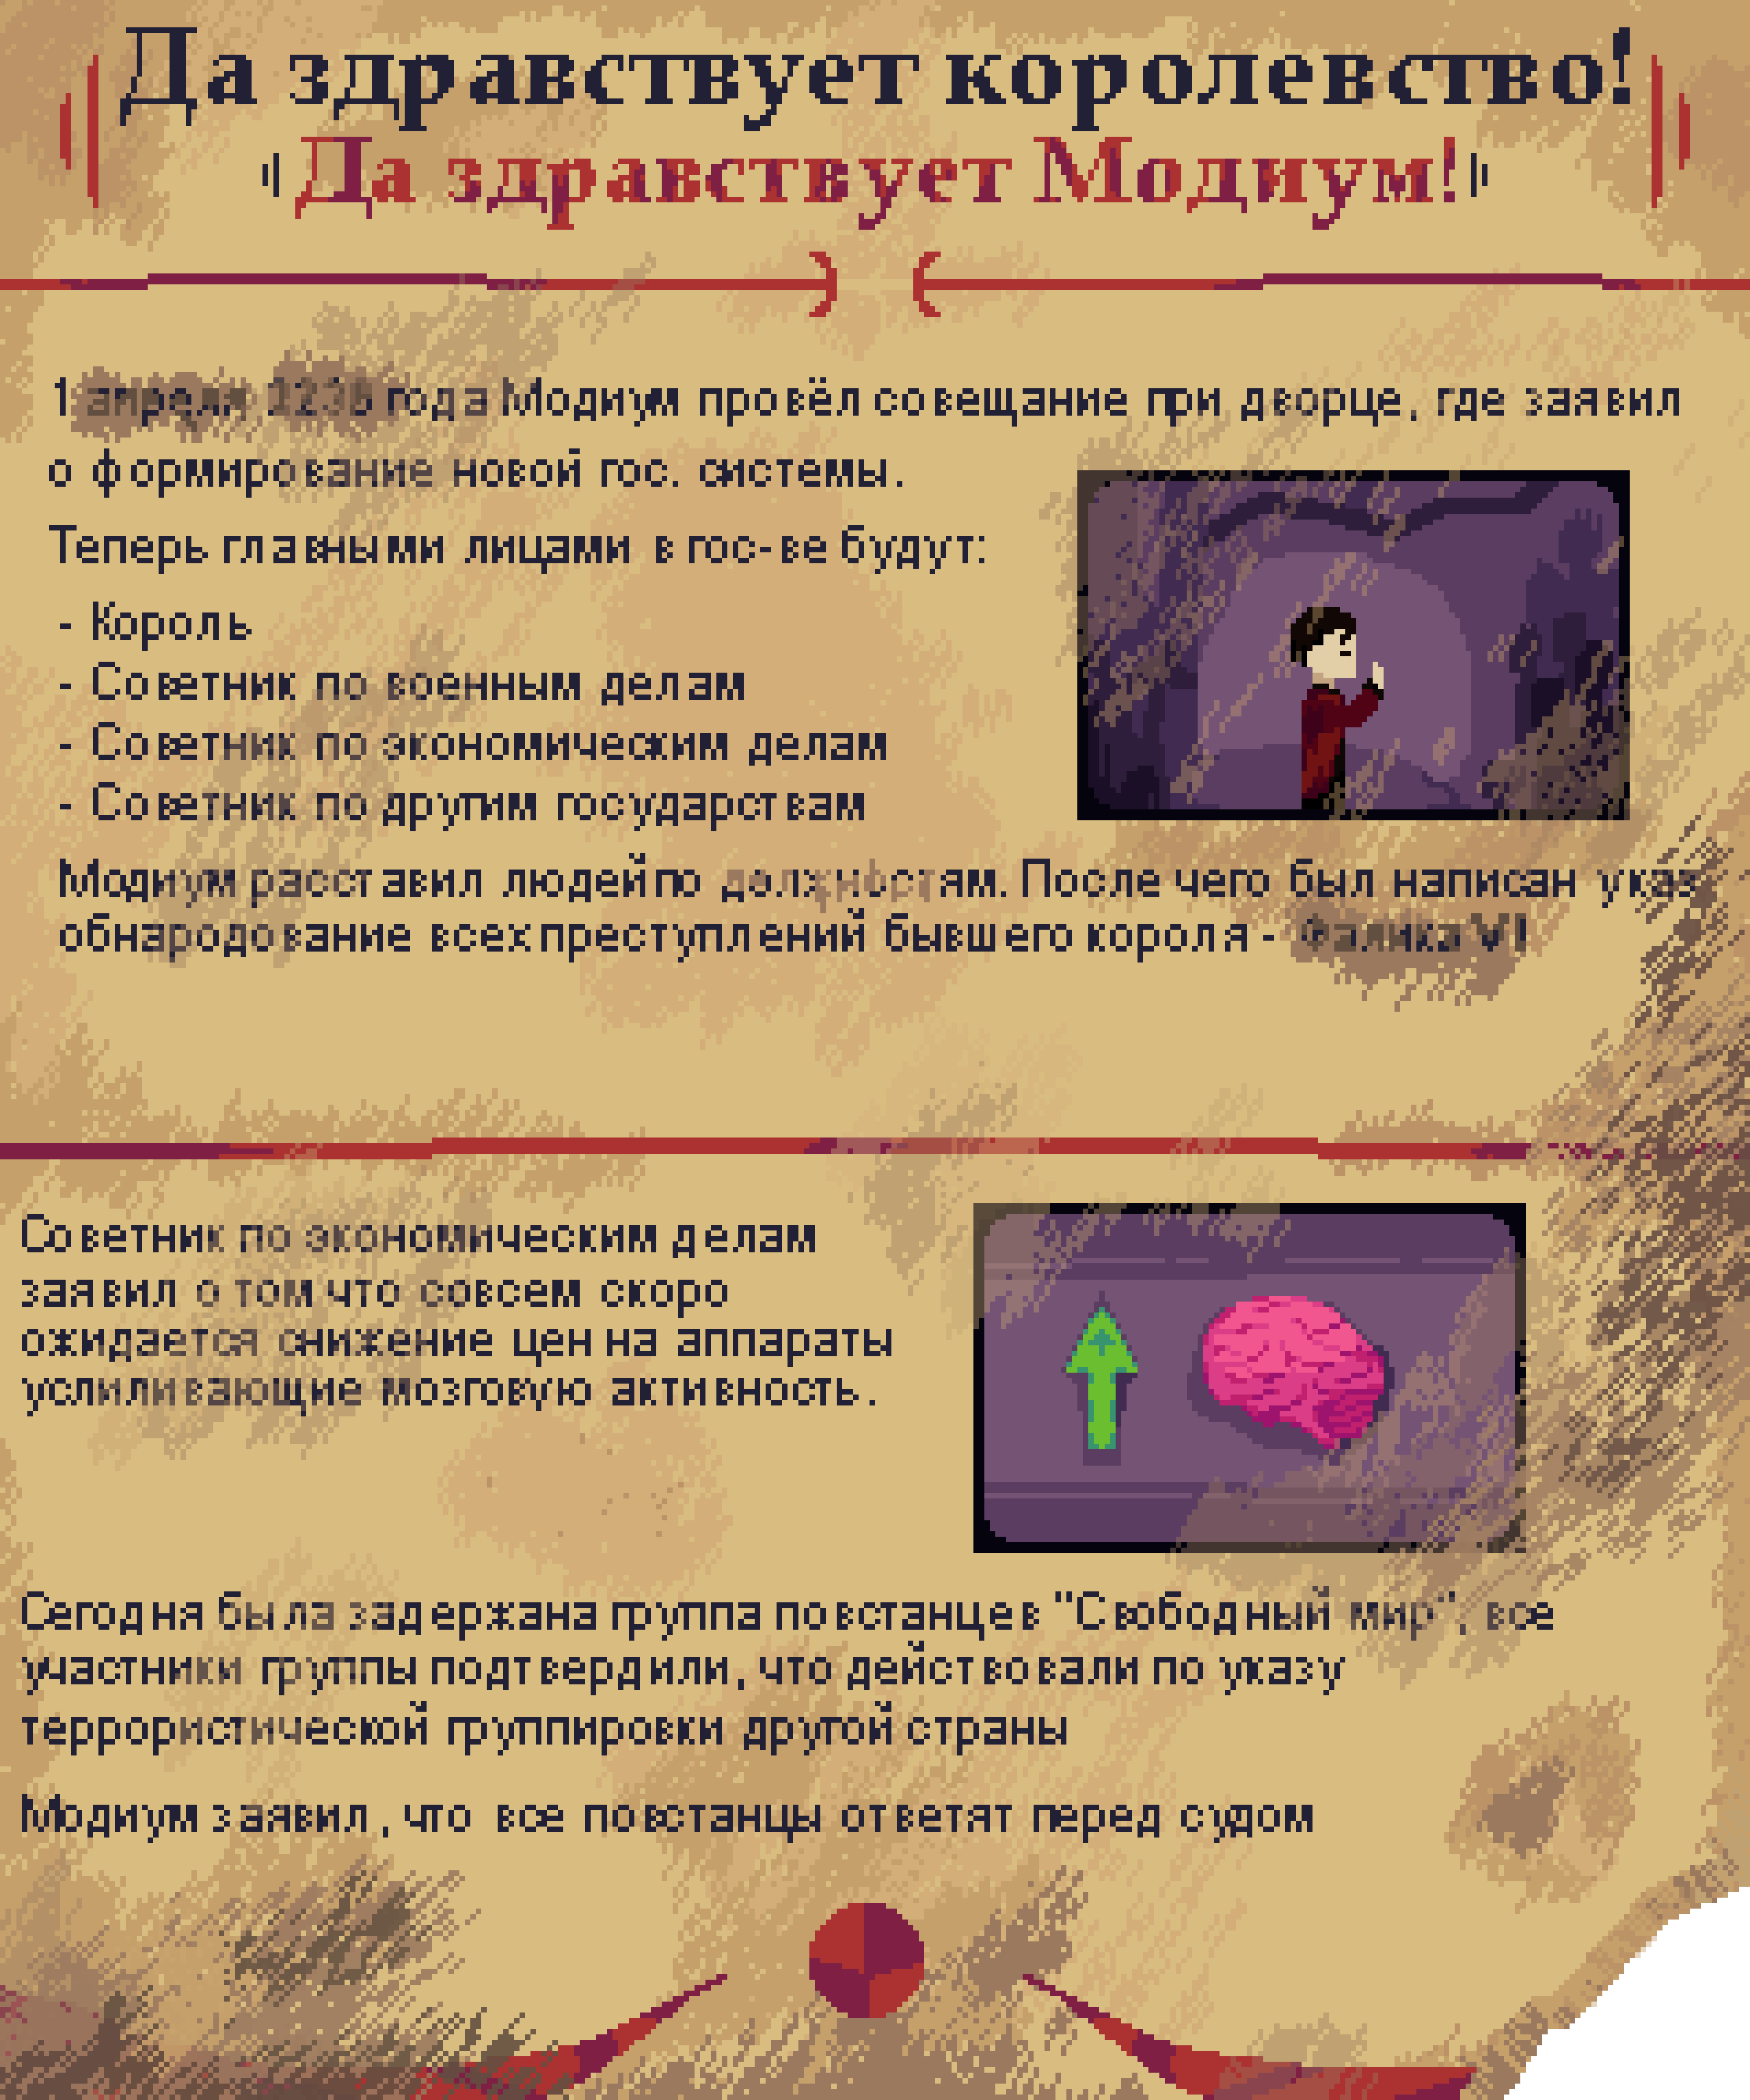 Да здравствует королевство!
Да здравствует Модиум!
1 апреля года Модиум провёл совещание при дворце, где заявил
о формирование новой гос. системы.
Теперь главными лицами в гос-ве будут:
- Король
- Советник по военным делам
- Советник по экономическим делам
- Советник по другим государствам
Модиум расставил людей по должностям. После чего был написан указ
обнародование всех преступлений бывшего короля -
Советник по экономическим делам
заявил о том что совсем скоро
ожидается снижение цен на аппараты
услиливающие мозговую активность.
Сегодня была задержана группа повстанцев "Свободный мир", все
участники группы подтвердили, что действовали по указу
террористической группировки другой страны
Модиум заявил, что все повстанцы ответят перед судом